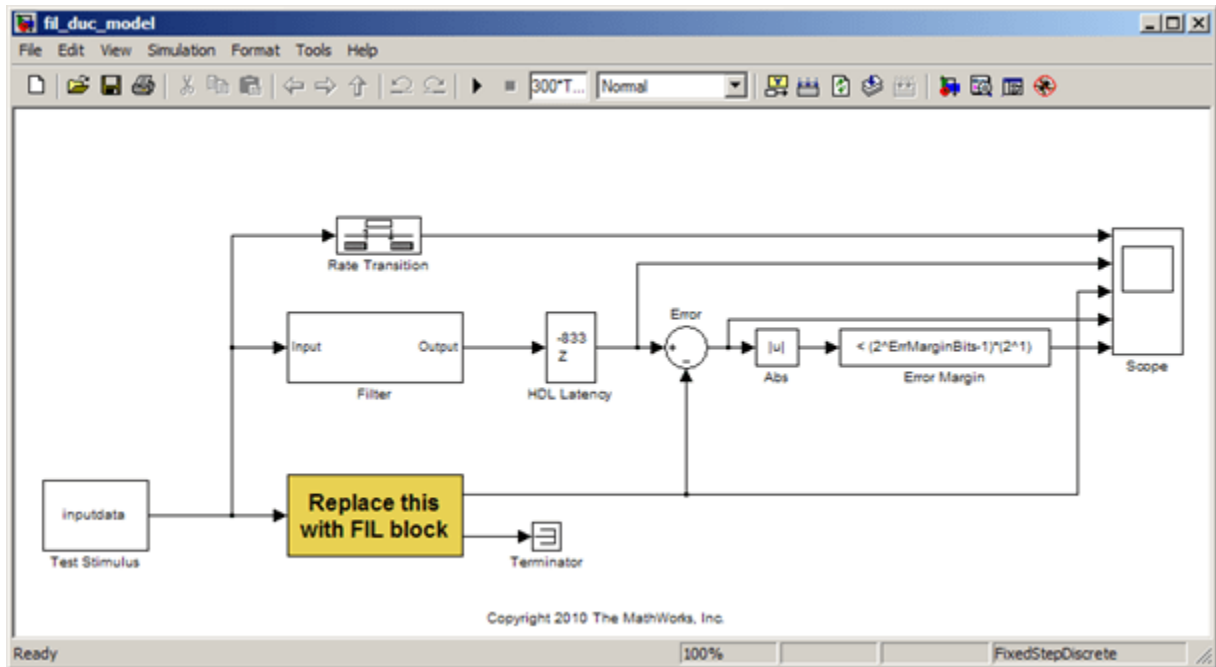 fil_duc_model
File Edit View Simulation Format Tools Help
300*T... Normal
Rate Transition
Input Output
Filter
-833
Z
HDL Latency
Error
+
-
|u|
Abs
< (2^ErrMarginBits-1)*(2^1)
Error Margin
Scope
inputdata
Test Stimulus
Replace this
with FIL block
Terminator
Copyright 2010 The MathWorks, Inc.
Ready 100% FixedStepDiscrete